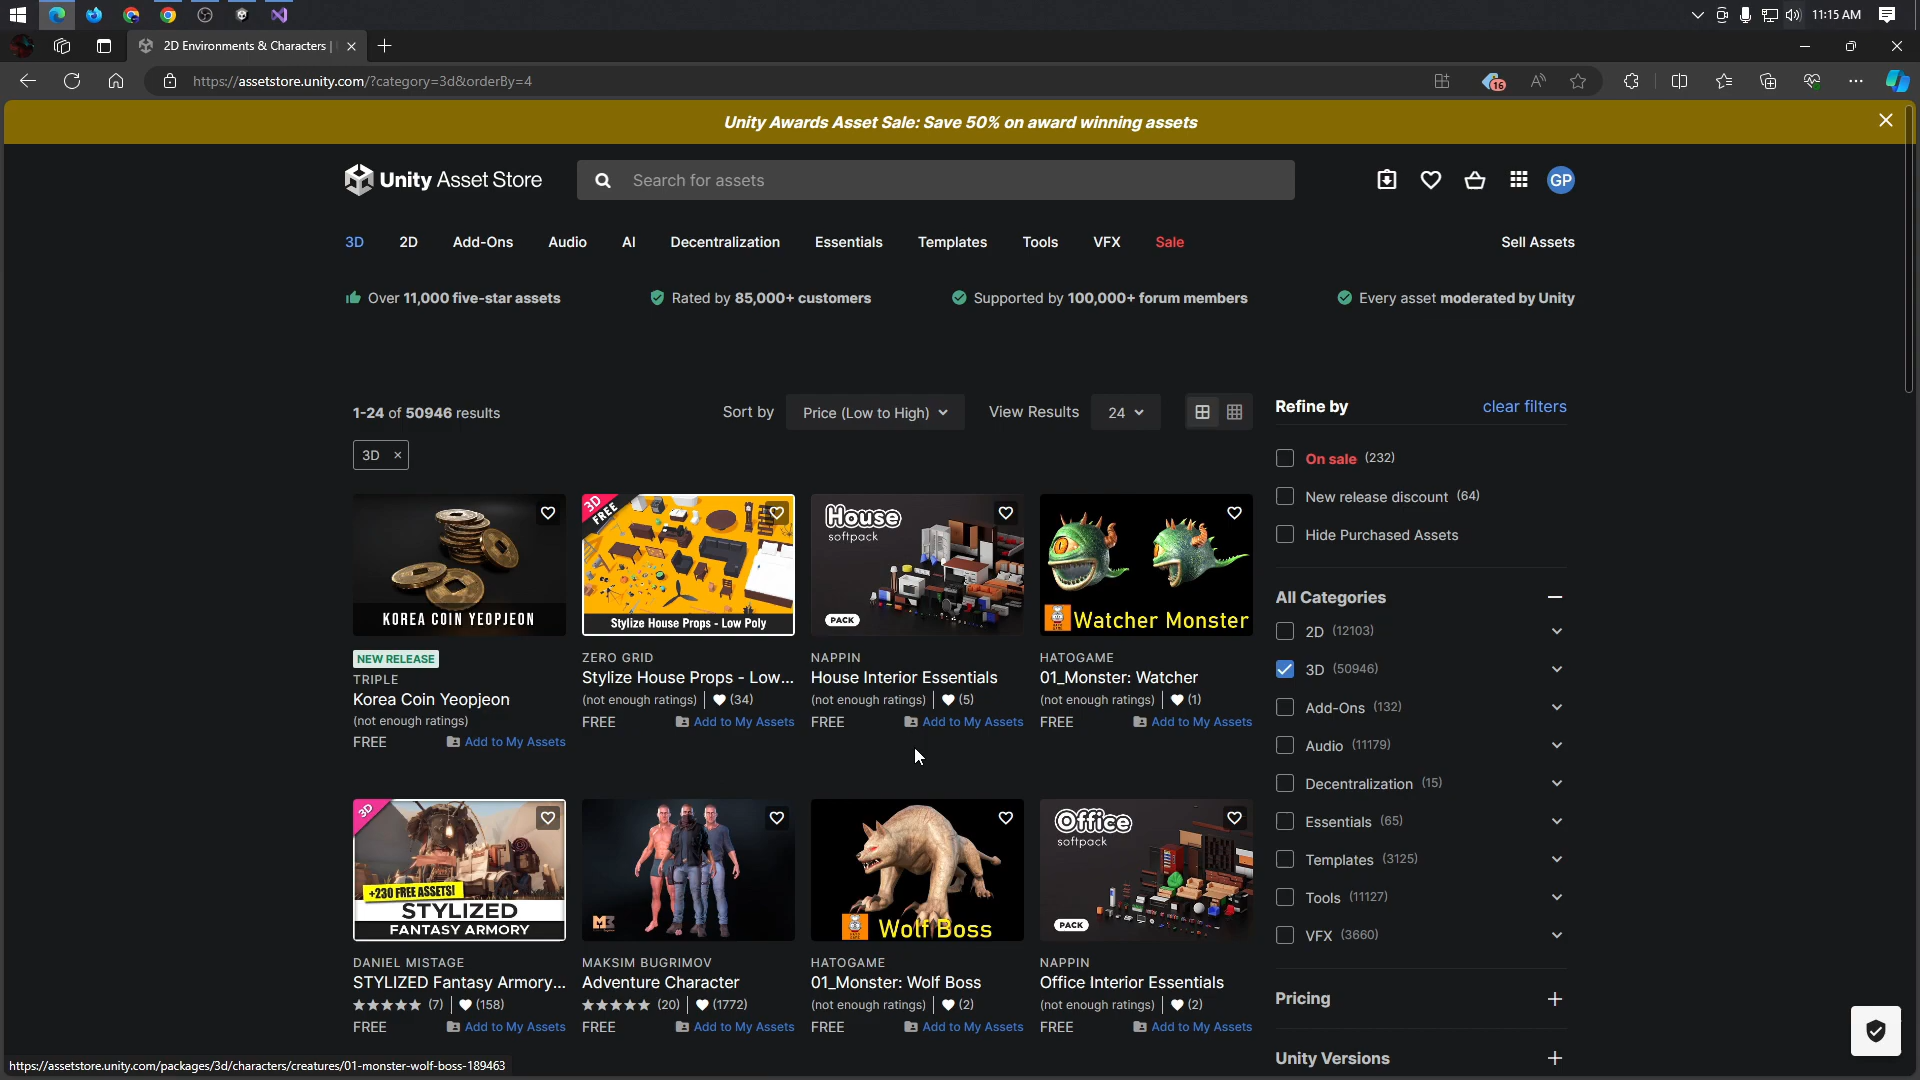 11:15 AM
2D Environments & Characters |
https://assetstore.unity.com/?category=3d&orderBy=4
16
Unity Awards Asset Sale: Save 50% on award winning assets
Unity Asset Store
Search for assets
GP
3D 2D Add-Ons Audio AI Decentralization Essentials Templates Tools VFX Sale Sell Assets
Over 11,000 five-star assets Rated by 85,000+ customers Supported by 100,000+ forum members Every asset moderated by Unity
1-24 of 50946 results Sort by Price (Low to High) View Results 24
3D ×
KOREA COIN YEOPJEON
NEW RELEASE
TRIPLE
Korea Coin Yeopjeon
(not enough ratings)
FREE Add to My Assets
3D
FREE
Stylize House Props - Low Poly
ZERO GRID
Stylize House Props - Low...
(not enough ratings) | (34)
FREE Add to My Assets
House
softpack
PACK
NAPPIN
House Interior Essentials
(not enough ratings) | (5)
FREE Add to My Assets
Watcher Monster
HATOGAME
01_Monster: Watcher
(not enough ratings) | (1)
FREE Add to My Assets
3D
+230 FREE ASSETS!
STYLIZED
FANTASY ARMORY
DANIEL MISTAGE
STYLIZED Fantasy Armory...
★★★★★ (7) | (158)
FREE Add to My Assets
MAKSIM BUGRIMOV
Adventure Character
★★★★★ (20) | (1772)
FREE Add to My Assets
Wolf Boss
HATOGAME
01_Monster: Wolf Boss
(not enough ratings) | (2)
FREE Add to My Assets
Office
softpack
PACK
NAPPIN
Office Interior Essentials
(not enough ratings) | (2)
FREE Add to My Assets
Refine by clear filters
On sale (232)
New release discount (64)
Hide Purchased Assets
All Categories
2D (12103)
3D (50946)
Add-Ons (132)
Audio (11179)
Decentralization (15)
Essentials (65)
Templates (3125)
Tools (11127)
VFX (3660)
Pricing
Unity Versions
https://assetstore.unity.com/packages/3d/characters/creatures/01-monster-wolf-boss-189463